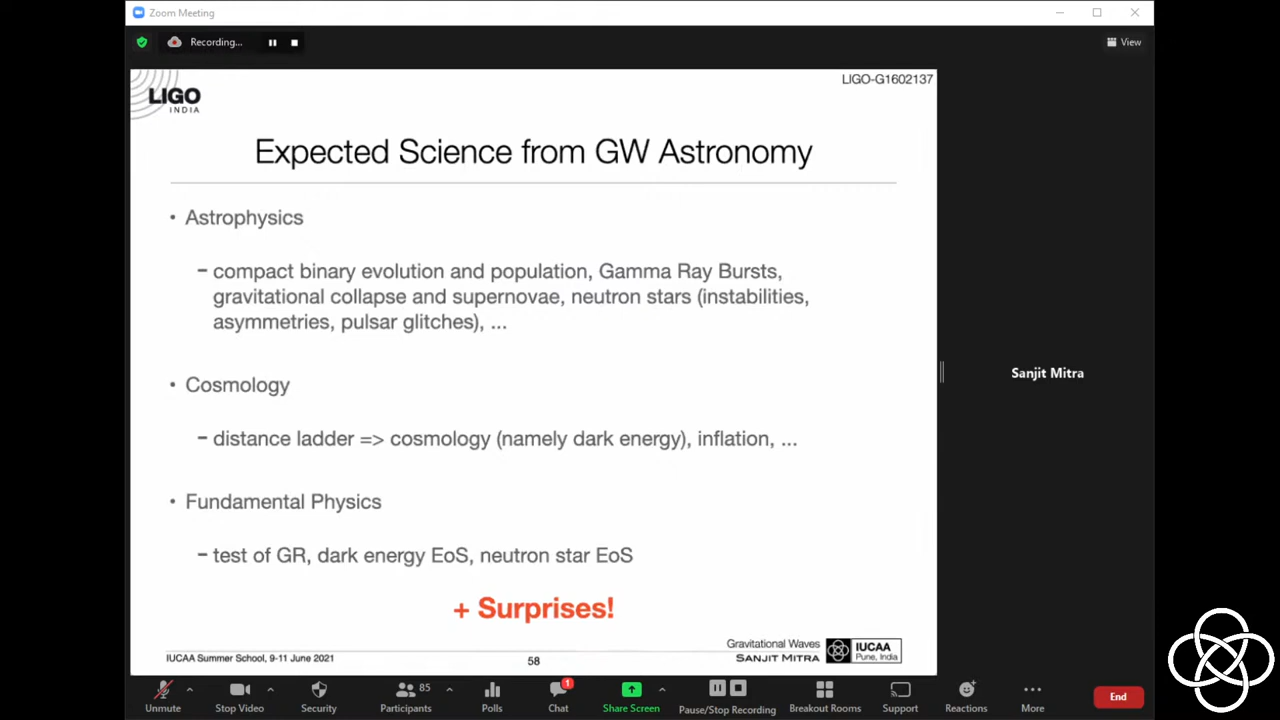 Zoom Meeting
Recording...
View
LIGO-G1602137
LIGO
INDIA
Expected Science from GW Astronomy
• Astrophysics
– compact binary evolution and population, Gamma Ray Bursts,
gravitational collapse and supernovae, neutron stars (instabilities,
asymmetries, pulsar glitches), ...
• Cosmology
– distance ladder => cosmology (namely dark energy), inflation, ...
• Fundamental Physics
– test of GR, dark energy EoS, neutron star EoS
+ Surprises!
Sanjit Mitra
IUCAA Summer School, 9-11 June 2021
58
Gravitational Waves
SANJIT MITRA
IUCAA
Pune, India
Unmute
Stop Video
Security
85
Participants
Polls
1
Chat
Share Screen
Pause/Stop Recording
Breakout Rooms
Support
Reactions
More
End